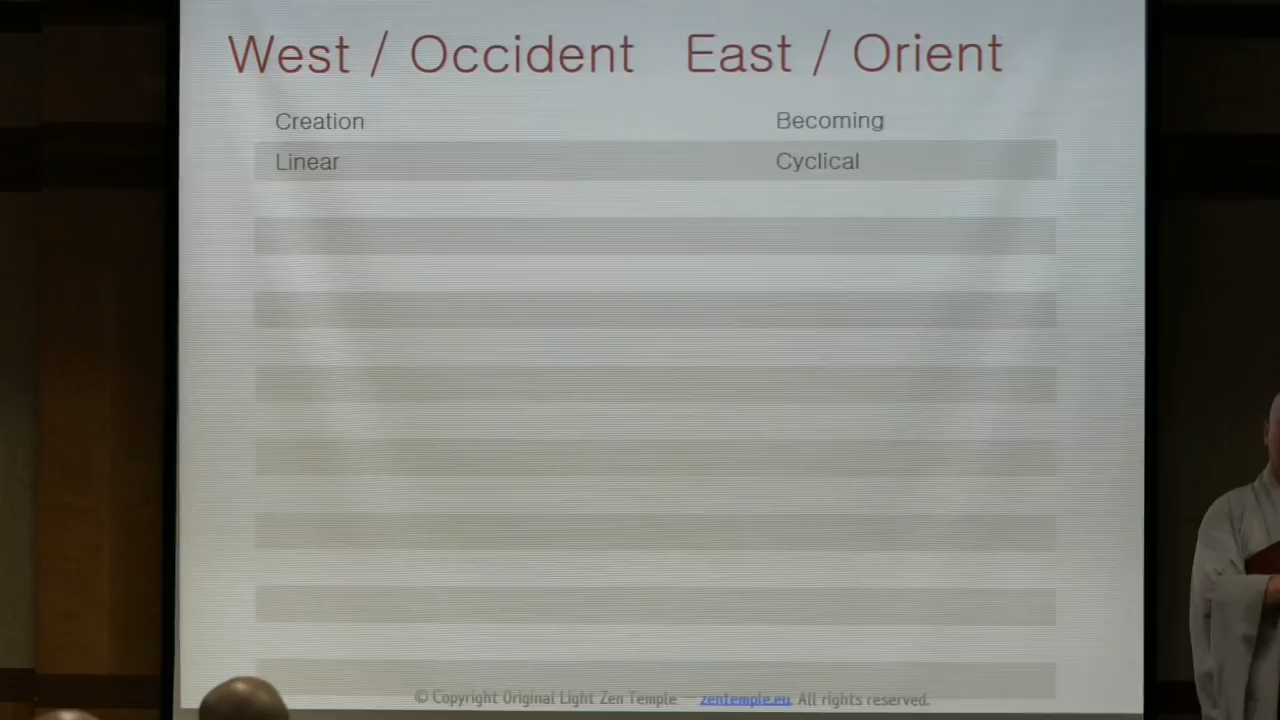 West / Occident East / Orient
Creation Becoming
Linear Cyclical
© Copyright Original Light Zen Temple — zentemple.eu. All rights reserved.